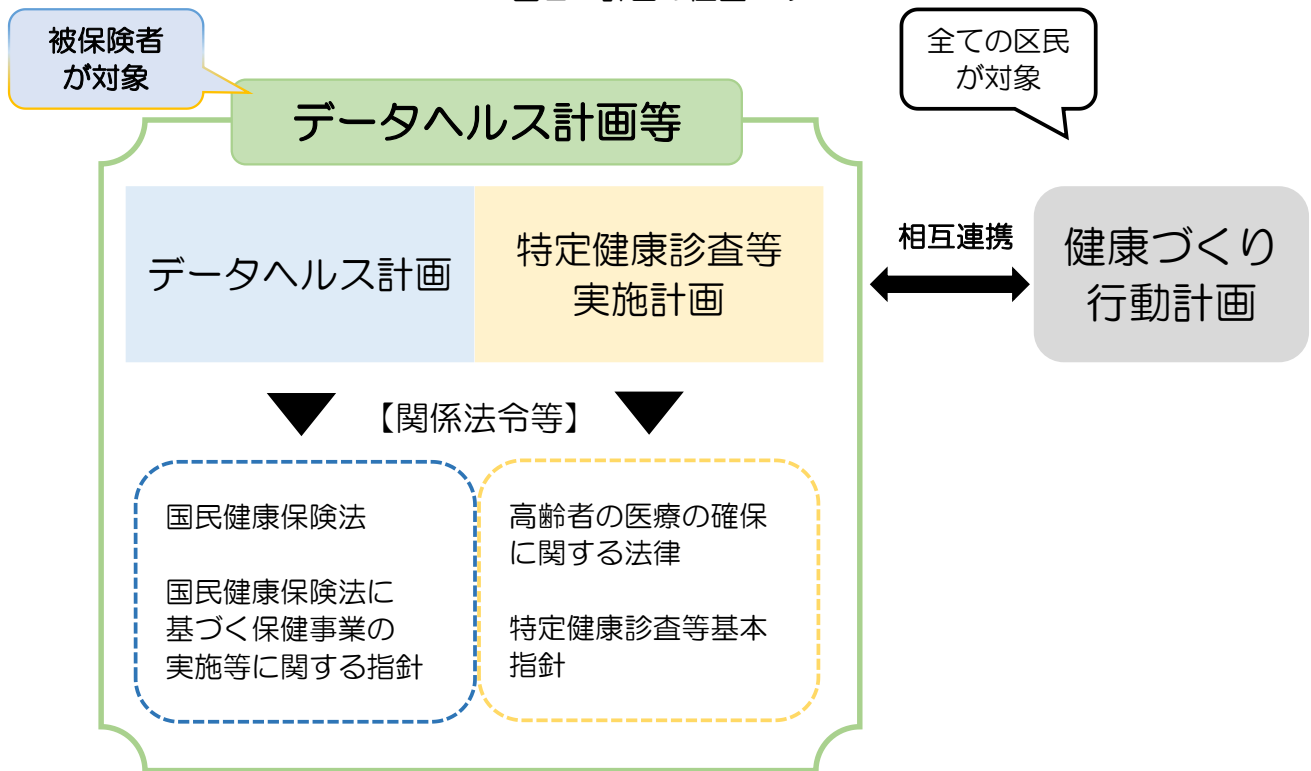 被保険者
が対象
全ての区民
が対象
データヘルス計画等
データヘルス計画
特定健康診査等
実施計画
相互連携
健康づくり
行動計画
【関係法令等】
国民健康保険法
国民健康保険法に
基づく保健事業の
実施等に関する指針
高齢者の医療の確保
に関する法律
特定健康診査等基本
指針